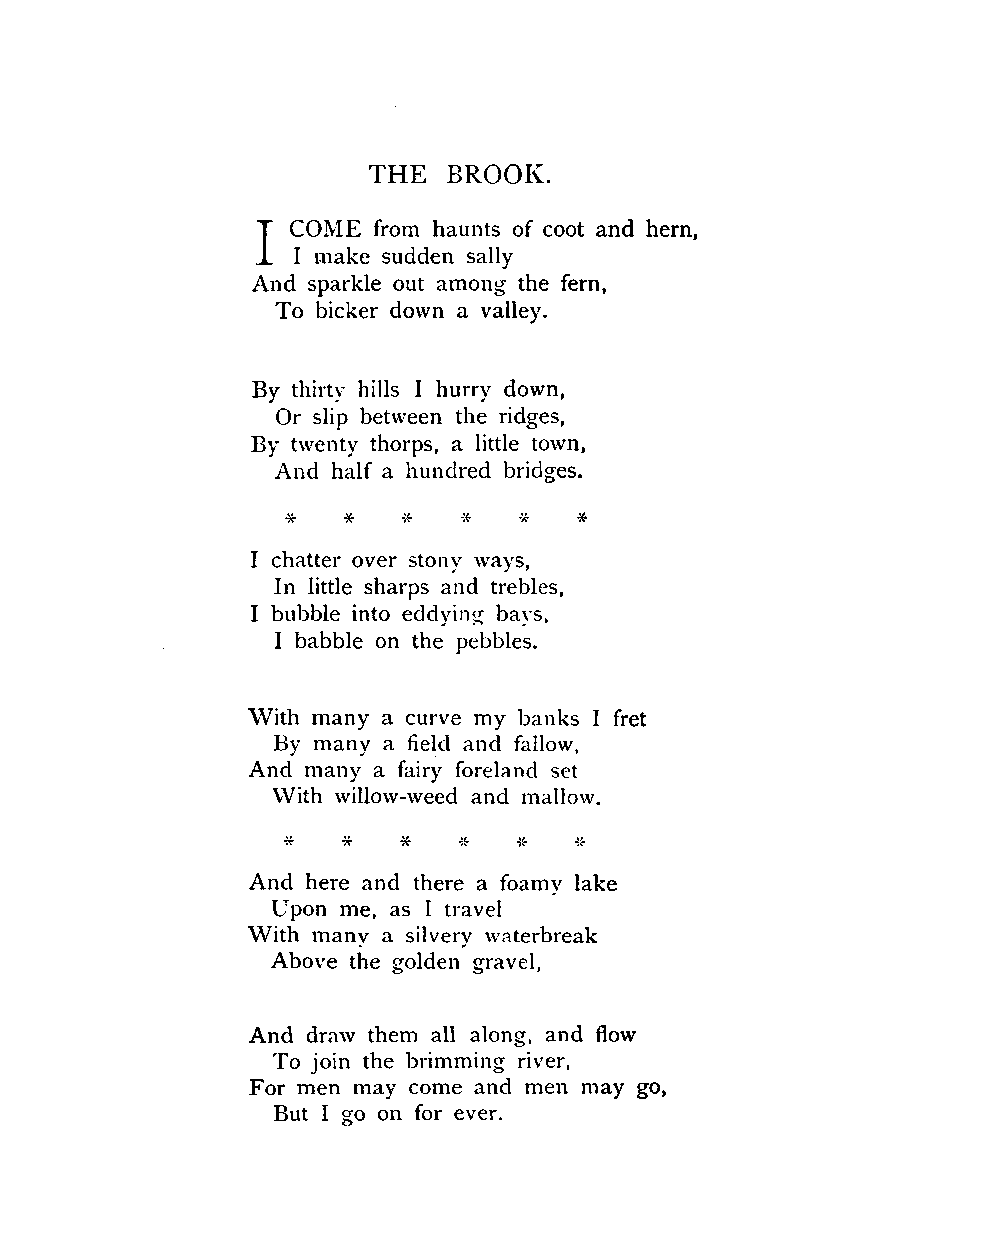 THE BROOK.
I COME from haunts of coot and hern,
I make sudden sally
And sparkle out among the fern,
To bicker down a valley.
By thirty hills I hurry down,
Or slip between the ridges,
By twenty thorps, a little town,
And half a hundred bridges.
* * * * * *
I chatter over stony ways,
In little sharps and trebles,
I bubble into eddying bays,
I babble on the pebbles.
With many a curve my banks I fret
By many a field and fallow,
And many a fairy foreland set
With willow-weed and mallow.
* * * * * *
And here and there a foamy lake
Upon me, as I travel
With many a silvery waterbreak
Above the golden gravel,
And draw them all along, and flow
To join the brimming river,
For men may come and men may go,
But I go on for ever.